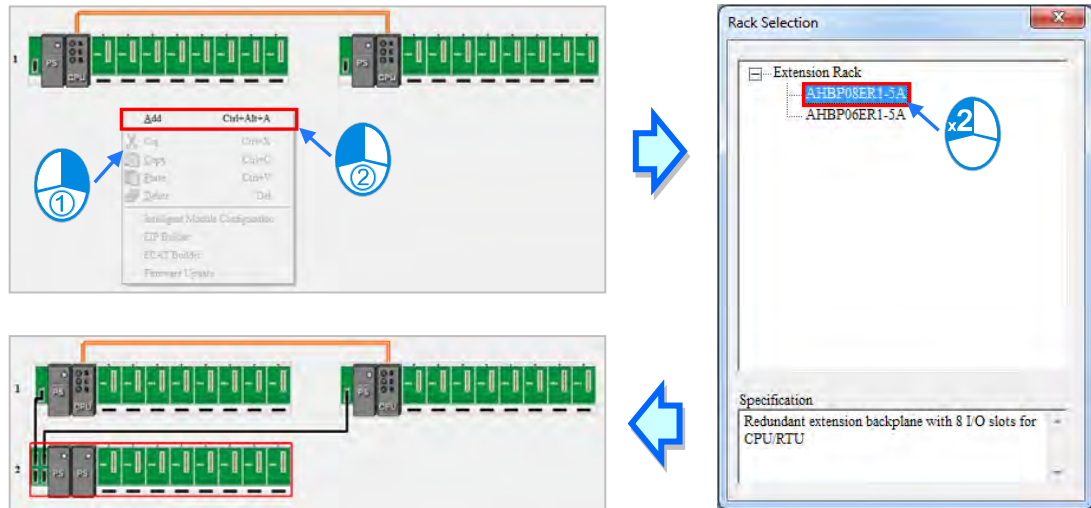 1
PS
CPU
PS
CPU
Add Ctrl+Alt+A
Cut Ctrl+X
Copy Ctrl+C
Paste Ctrl+V
Delete Del
Intelligent Module Configuration
EIP Builder
ECAT Builder
Firmware Update
①
②
Rack Selection
Extension Rack
AHBP08ER1-5A
AHBP06ER1-5A
x2
Specification
Redundant extension backplane with 8 I/O slots for
CPU/RTU
1
PS
CPU
PS
CPU
2
PS
PS